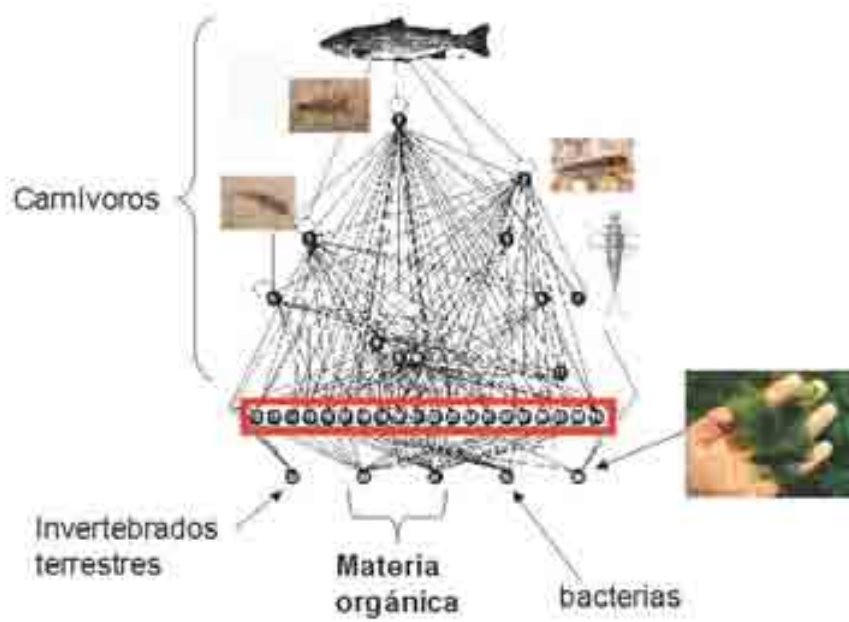 Carnívoros
Invertebrados
terrestres
Materia
orgánica
bacterias